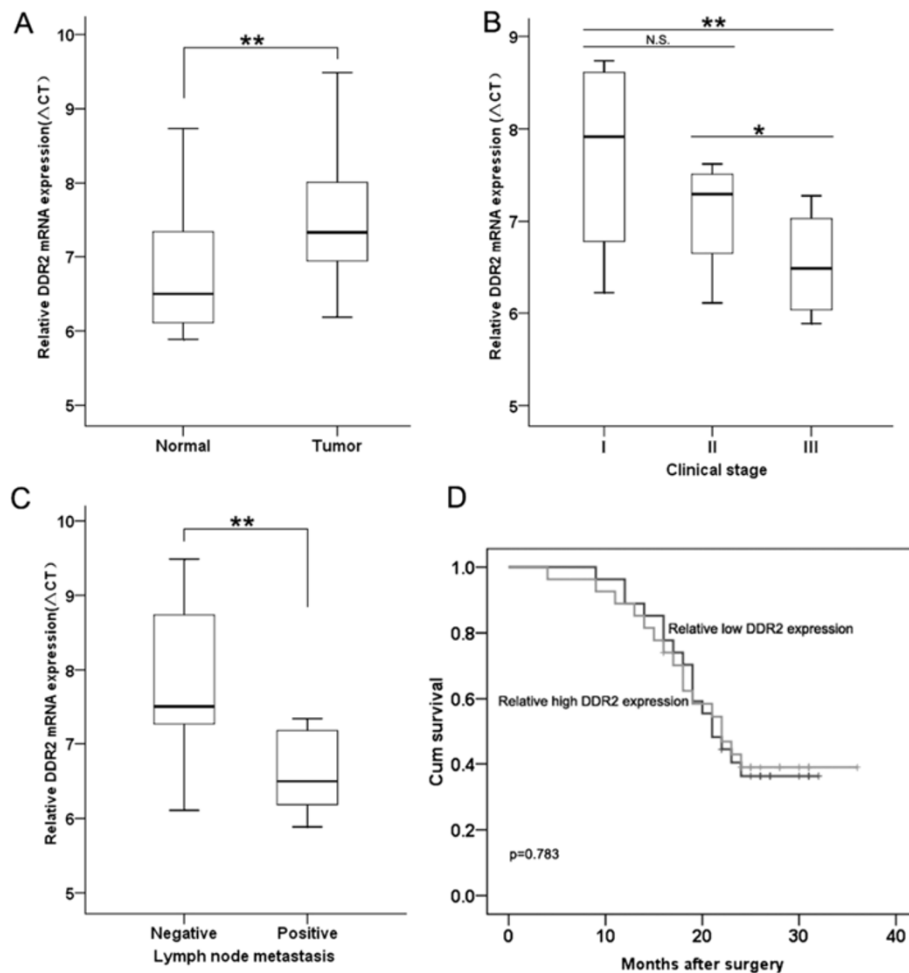 A
Relative DDR2 mRNA expression(△CT)
10
9
8
7
6
5
**
Normal
Tumor
B
Relative DDR2 mRNA expression (△CT)
9
8
7
6
5
**
N.S.
*
I
II
III
Clinical stage
C
Relative DDR2 mRNA expression(△CT)
10
9
8
7
6
5
**
Negative
Positive
Lymph node metastasis
D
Cum survival
1.0
0.8
0.6
0.4
0.2
0.0
Relative low DDR2 expression
Relative high DDR2 expression
p=0.783
0
10
20
30
40
Months after surgery